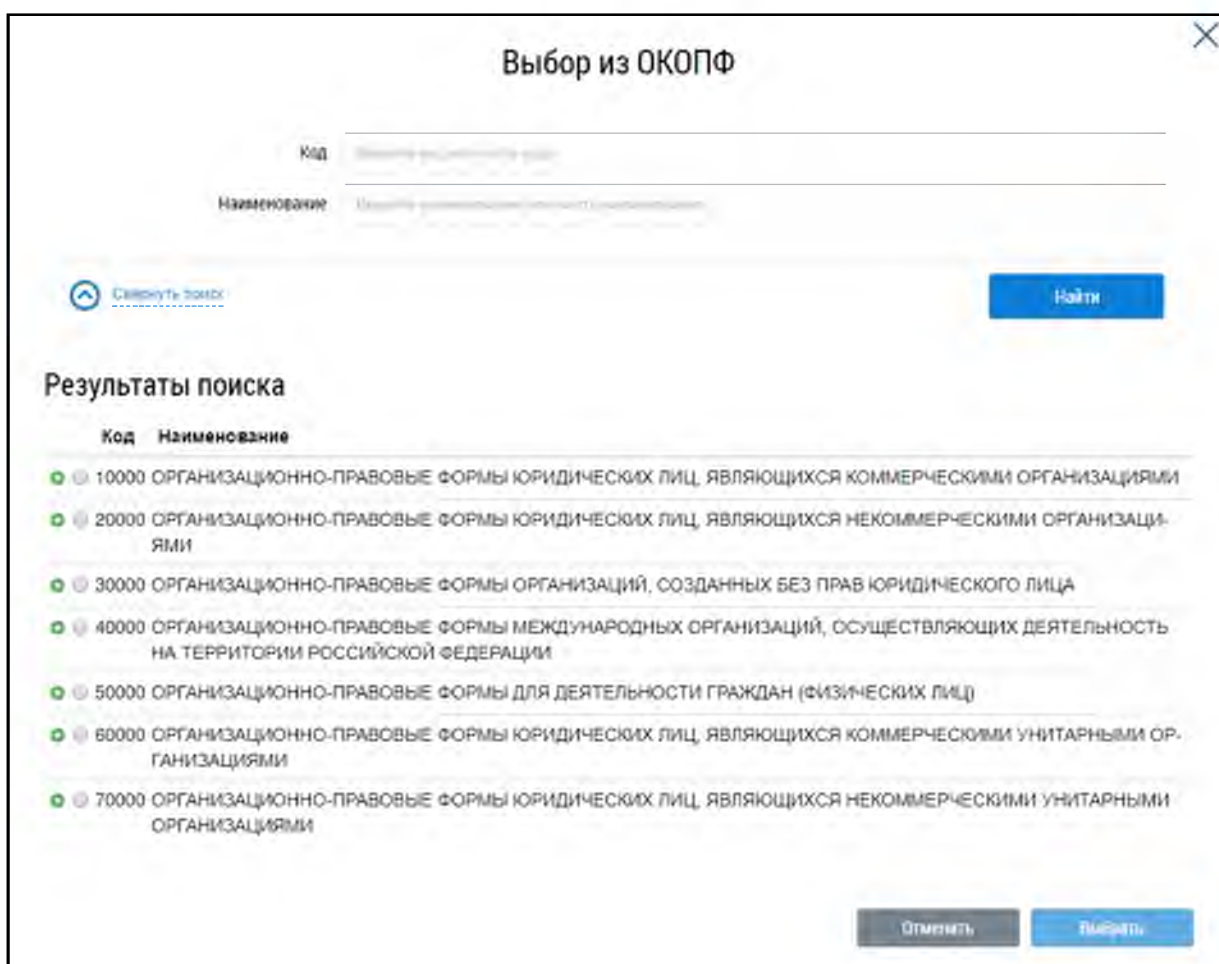 Выбор из ОКОПФ
Код
Наименование
Свернуть поиск
Найти
Результаты поиска
Код Наименование
10000 ОРГАНИЗАЦИОННО-ПРАВОВЫЕ ФОРМЫ ЮРИДИЧЕСКИХ ЛИЦ, ЯВЛЯЮЩИХСЯ КОММЕРЧЕСКИМИ ОРГАНИЗАЦИЯМИ
20000 ОРГАНИЗАЦИОННО-ПРАВОВЫЕ ФОРМЫ ЮРИДИЧЕСКИХ ЛИЦ, ЯВЛЯЮЩИХСЯ НЕКОММЕРЧЕСКИМИ ОРГАНИЗАЦИ-
ЯМИ
30000 ОРГАНИЗАЦИОННО-ПРАВОВЫЕ ФОРМЫ ОРГАНИЗАЦИЙ, СОЗДАННЫХ БЕЗ ПРАВ ЮРИДИЧЕСКОГО ЛИЦА
40000 ОРГАНИЗАЦИОННО-ПРАВОВЫЕ ФОРМЫ МЕЖДУНАРОДНЫХ ОРГАНИЗАЦИЙ, ОСУЩЕСТВЛЯЮЩИХ ДЕЯТЕЛЬНОСТЬ
НА ТЕРРИТОРИИ РОССИЙСКОЙ ФЕДЕРАЦИИ
50000 ОРГАНИЗАЦИОННО-ПРАВОВЫЕ ФОРМЫ ДЛЯ ДЕЯТЕЛЬНОСТИ ГРАЖДАН (ФИЗИЧЕСКИХ ЛИЦ)
60000 ОРГАНИЗАЦИОННО-ПРАВОВЫЕ ФОРМЫ ЮРИДИЧЕСКИХ ЛИЦ, ЯВЛЯЮЩИХСЯ КОММЕРЧЕСКИМИ УНИТАРНЫМИ ОР-
ГАНИЗАЦИЯМИ
70000 ОРГАНИЗАЦИОННО-ПРАВОВЫЕ ФОРМЫ ЮРИДИЧЕСКИХ ЛИЦ, ЯВЛЯЮЩИХСЯ НЕКОММЕРЧЕСКИМИ УНИТАРНЫМИ
ОРГАНИЗАЦИЯМИ
Отменить
Выбрать